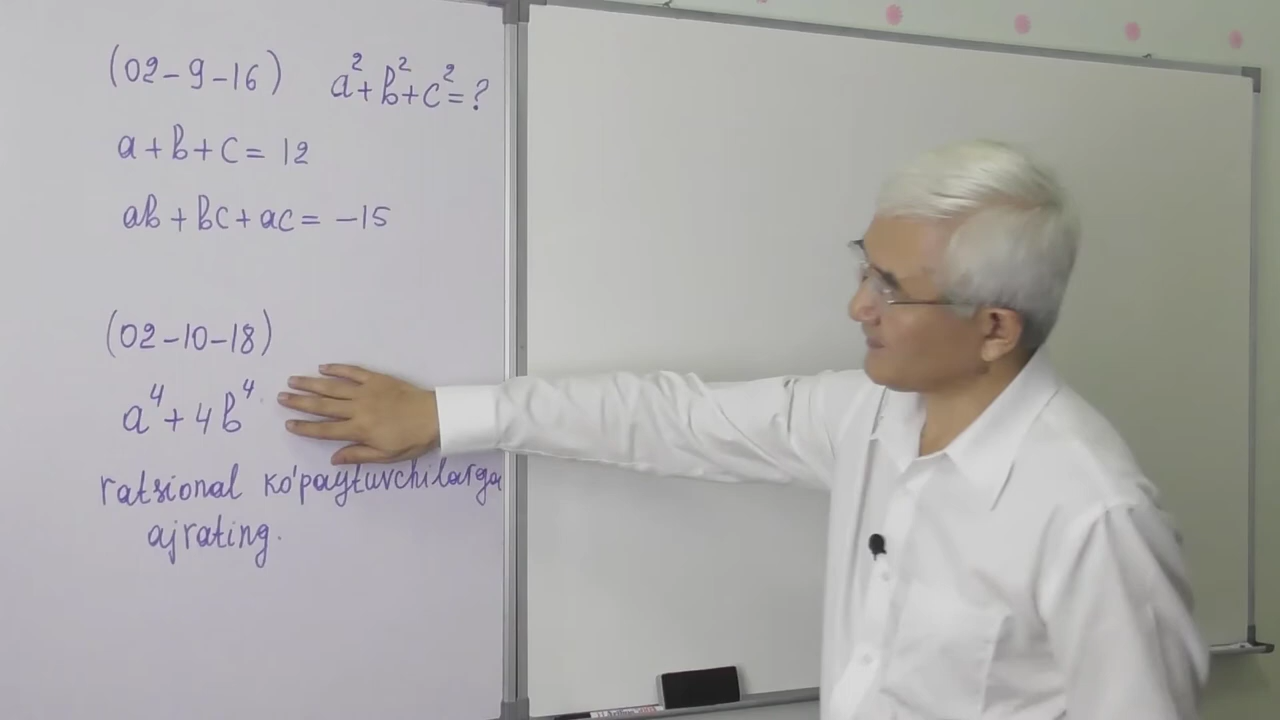 (02-9-16) a²+b²+c²=?
a+b+c=12
ab+bc+ac=-15
(02-10-18)
a⁴+4b⁴
ratsional ko'paytuvchilarga
ajrating.